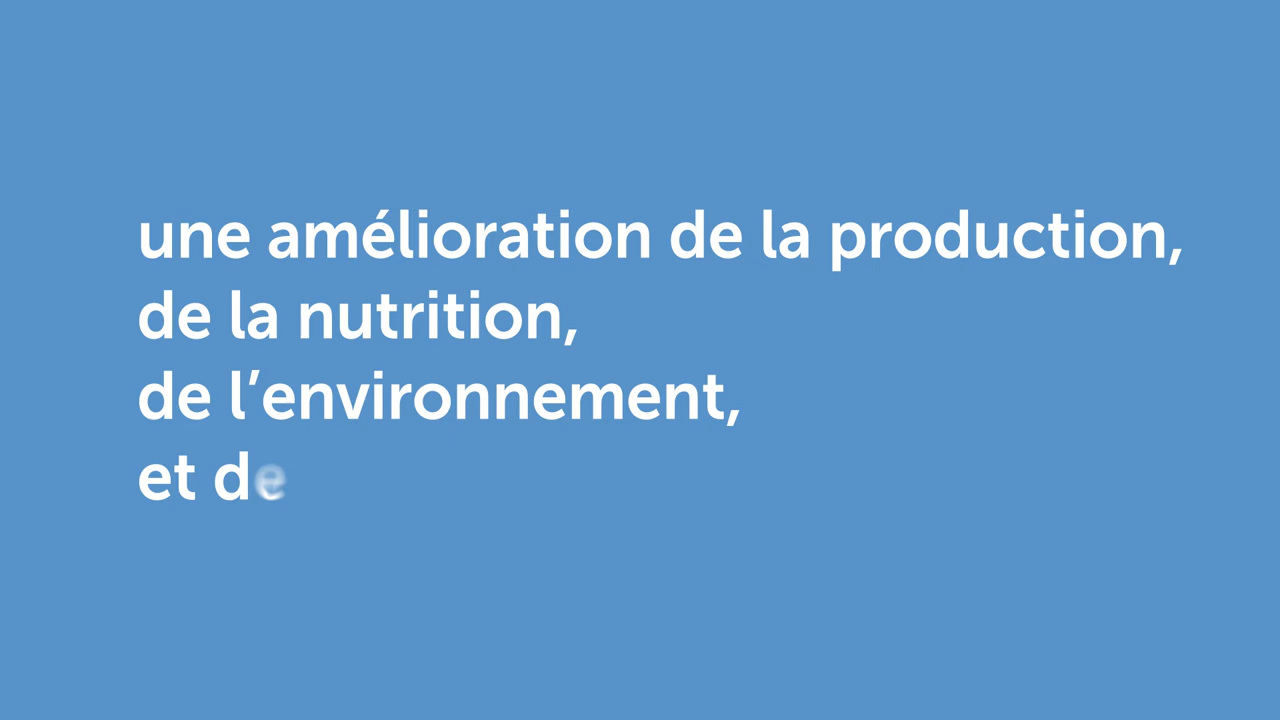 une amélioration de la production,
de la nutrition,
de l’environnement,
et de